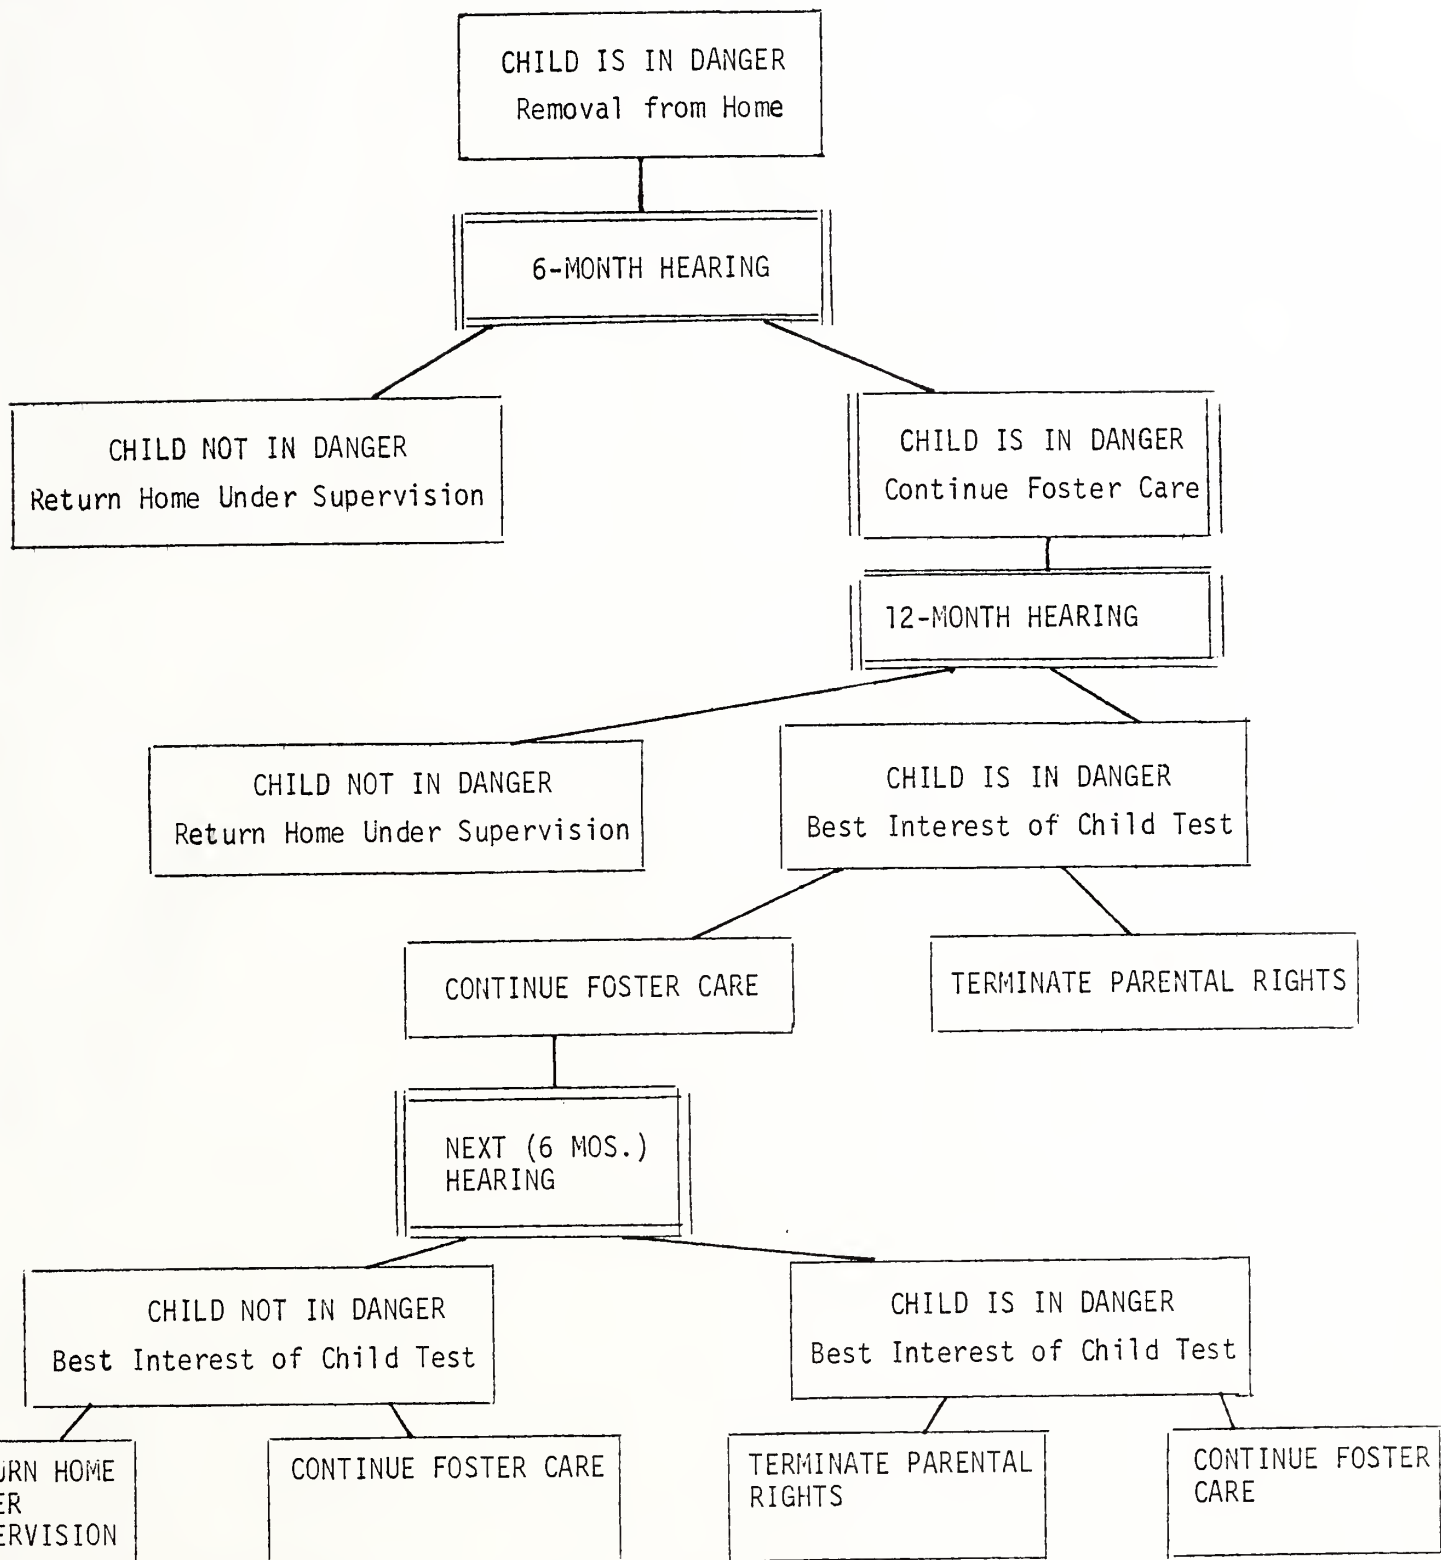 CHILD IS IN DANGER
Removal from Home
6-MONTH HEARING
CHILD NOT IN DANGER
Return Home Under Supervision
CHILD IS IN DANGER
Continue Foster Care
12-MONTH HEARING
CHILD NOT IN DANGER
Return Home Under Supervision
CHILD IS IN DANGER
Best Interest of Child Test
CONTINUE FOSTER CARE
TERMINATE PARENTAL RIGHTS
NEXT (6 MOS.)
HEARING
CHILD NOT IN DANGER
Best Interest of Child Test
CHILD IS IN DANGER
Best Interest of Child Test
URN HOME
ER
ERVISION
CONTINUE FOSTER CARE
TERMINATE PARENTAL
RIGHTS
CONTINUE FOSTER
CARE